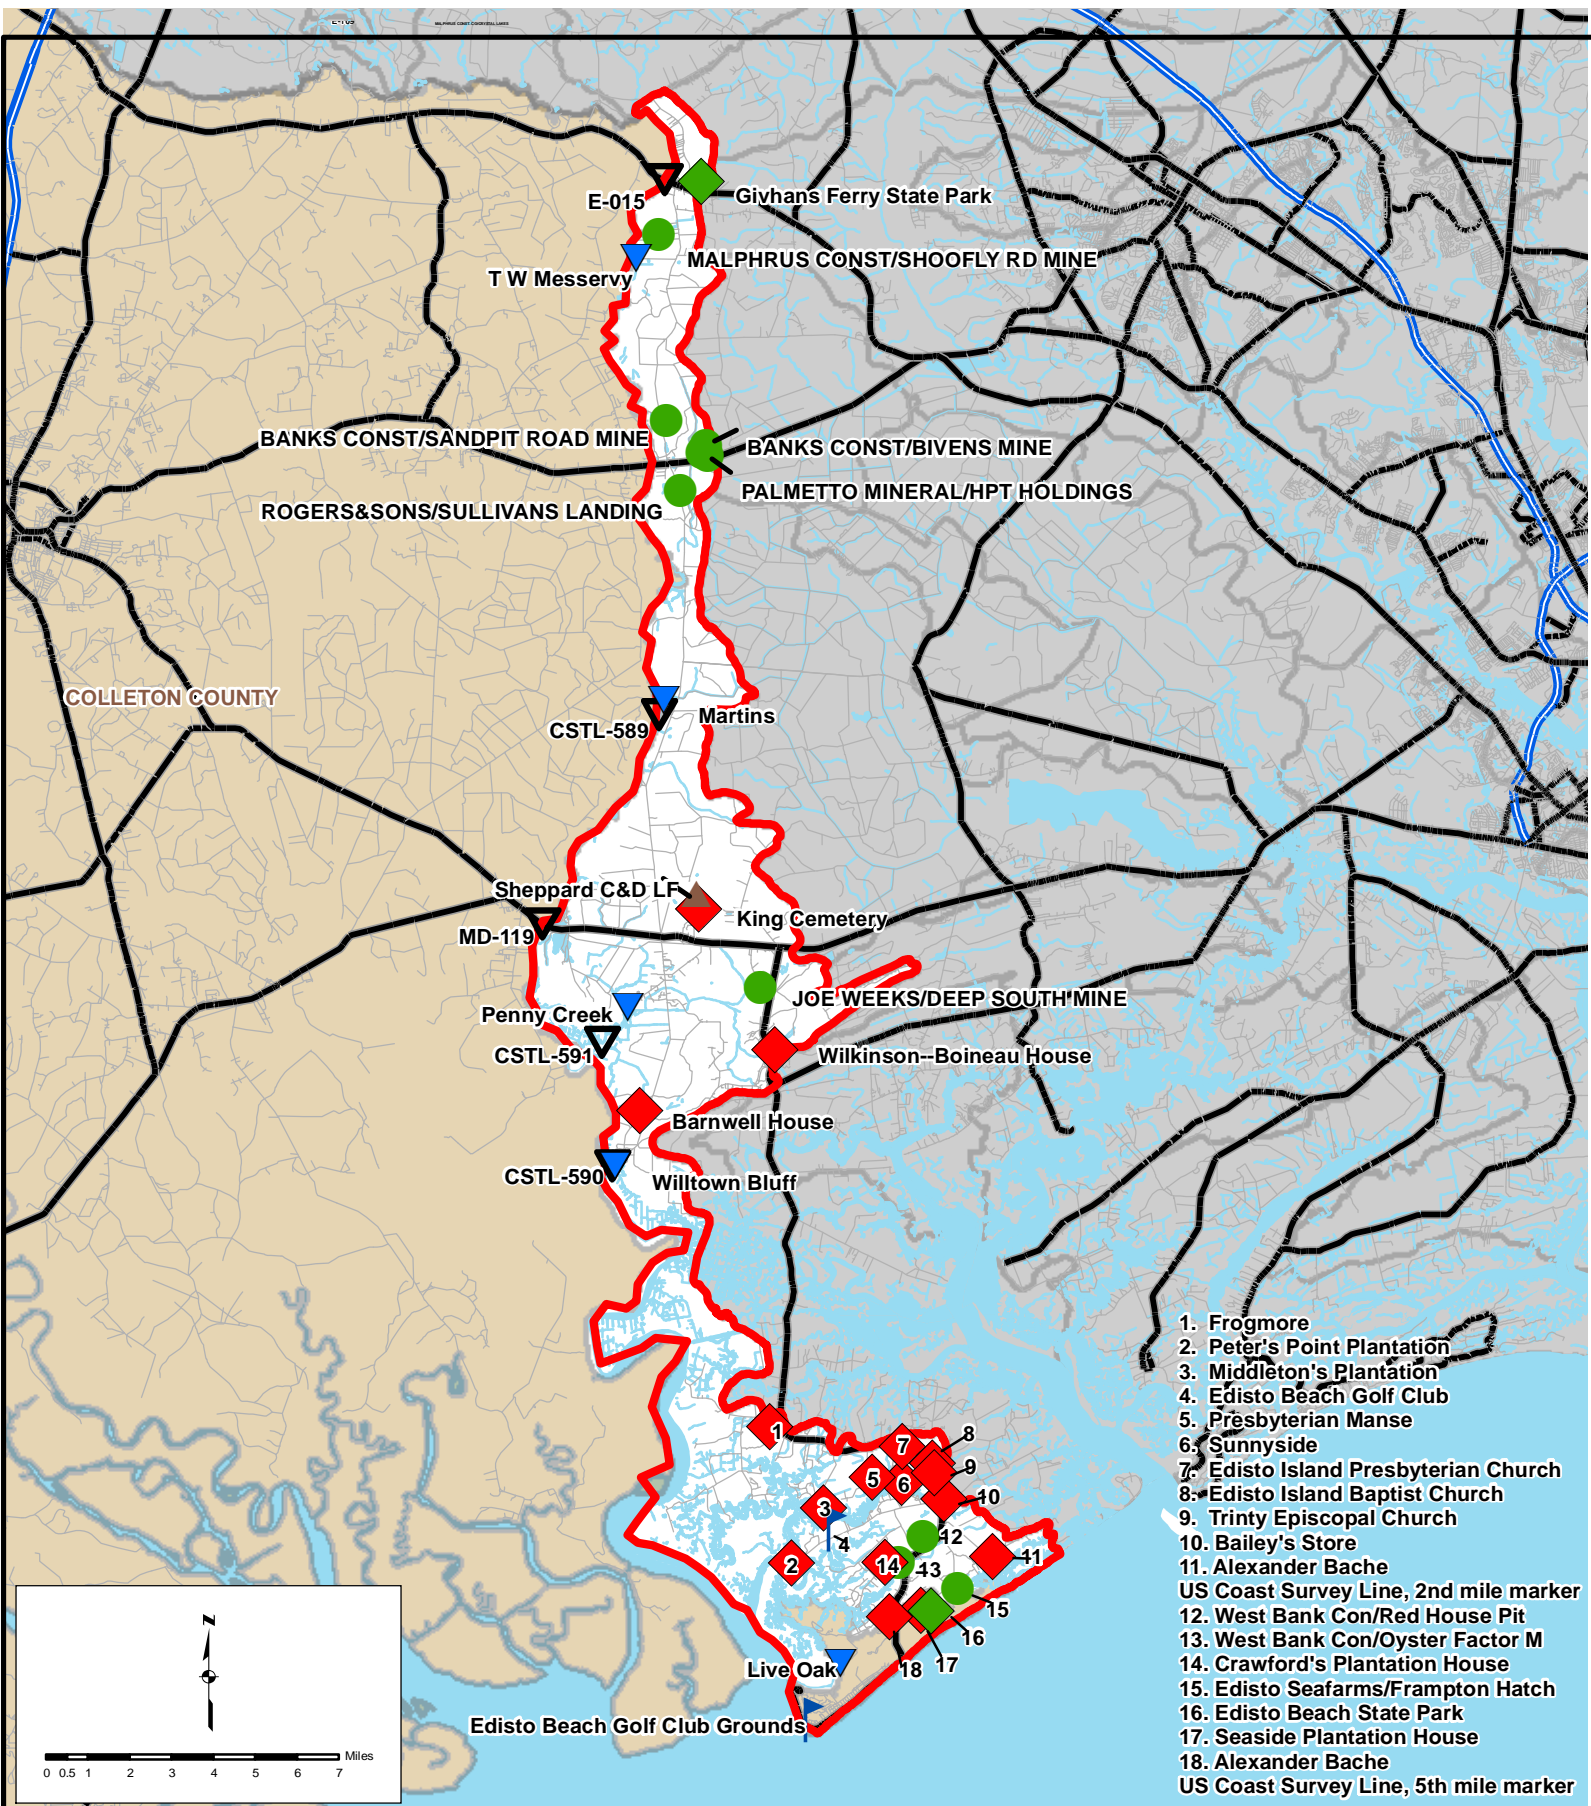 E-109
MALPHRUS CONST CO/CRYSTAL LAKES
E-015
Givhans Ferry State Park
T W Messervy
MALPHRUS CONST/SHOOFLY RD MINE
BANKS CONST/SANDPIT ROAD MINE
BANKS CONST/BIVENS MINE
PALMETTO MINERAL/HPT HOLDINGS
ROGERS&SONS/SULLIVANS LANDING
COLLETON COUNTY
Martins
CSTL-589
Sheppard C&D LF
King Cemetery
MD-119
JOE WEEKS/DEEP SOUTH MINE
Penny Creek
CSTL-591
Wilkinson--Boineau House
Barnwell House
CSTL-590
Willtown Bluff
1
7
8
9
5
6
10
3
4
12
2
14
13
11
15
16
17
18
Live Oak
Edisto Beach Golf Club Grounds
1. Frogmore
2. Peter's Point Plantation
3. Middleton's Plantation
4. Edisto Beach Golf Club
5. Presbyterian Manse
6. Sunnyside
7. Edisto Island Presbyterian Church
8. Edisto Island Baptist Church
9. Trinty Episcopal Church
10. Bailey's Store
11. Alexander Bache
US Coast Survey Line, 2nd mile marker
12. West Bank Con/Red House Pit
13. West Bank Con/Oyster Factor M
14. Crawford's Plantation House
15. Edisto Seafarms/Frampton Hatch
16. Edisto Beach State Park
17. Seaside Plantation House
18. Alexander Bache
US Coast Survey Line, 5th mile marker
N
Miles
0 0.5 1 2 3 4 5 6 7